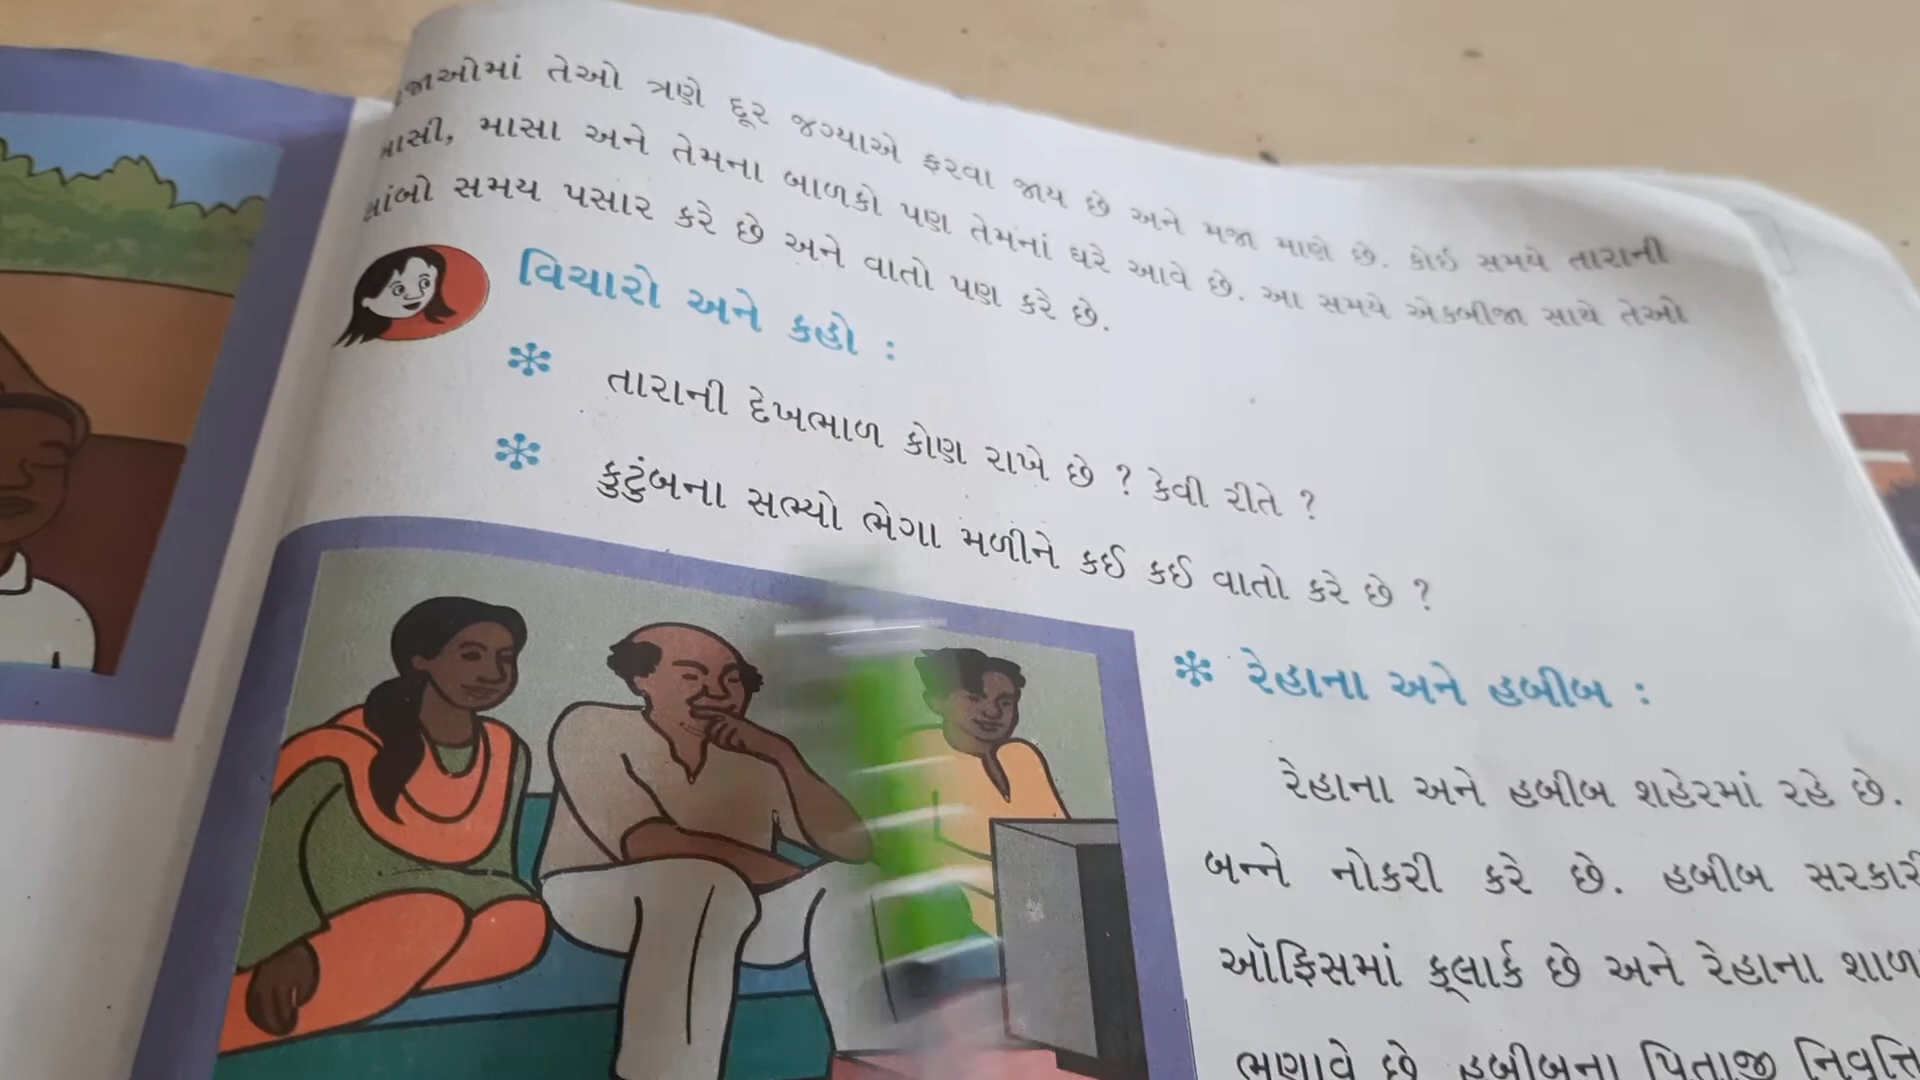 તેઓ ત્રણે દૂર જગ્યાએ ફરવા જાય છે અને મજા માણે છે. કોઈ સમયે તારાની
માસી, માસા અને તેમના બાળકો પણ તેમનાં ઘરે આવે છે. આ સમયે એકબીજા સાથે તેઓ
લાંબો સમય પસાર કરે છે અને વાતો પણ કરે છે.
વિચારો અને કહો :
તારાની દેખભાળ કોણ રાખે છે ? કેવી રીતે ?
કુટુંબના સભ્યો ભેગા મળીને કઈ કઈ વાતો કરે છે ?
રેહાના અને હબીબ :
રેહાના અને હબીબ શહેરમાં રહે છે.
બન્ને નોકરી કરે છે. હબીબ સરકારી
ઑફિસમાં ક્લાર્ક છે અને રેહાના
ભણાવે છે હબીબના પિતાજી